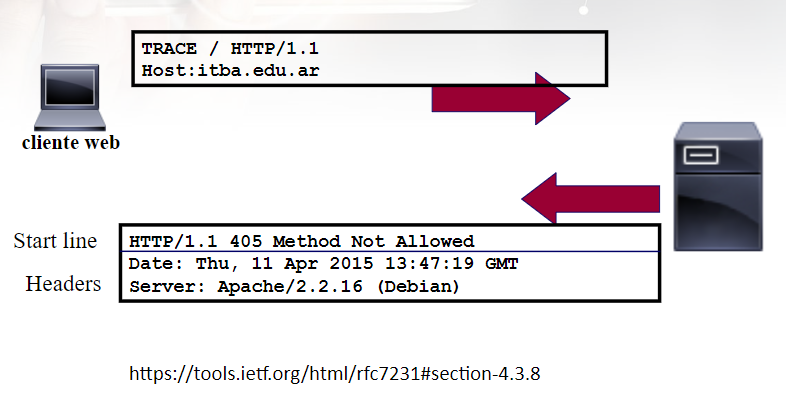 TRACE / HTTP/1.1
Host:itba.edu.ar
cliente web
Start line
HTTP/1.1 405 Method Not Allowed
Headers
Date: Thu, 11 Apr 2015 13:47:19 GMT
Server: Apache/2.2.16 (Debian)
https://tools.ietf.org/html/rfc7231#section-4.3.8